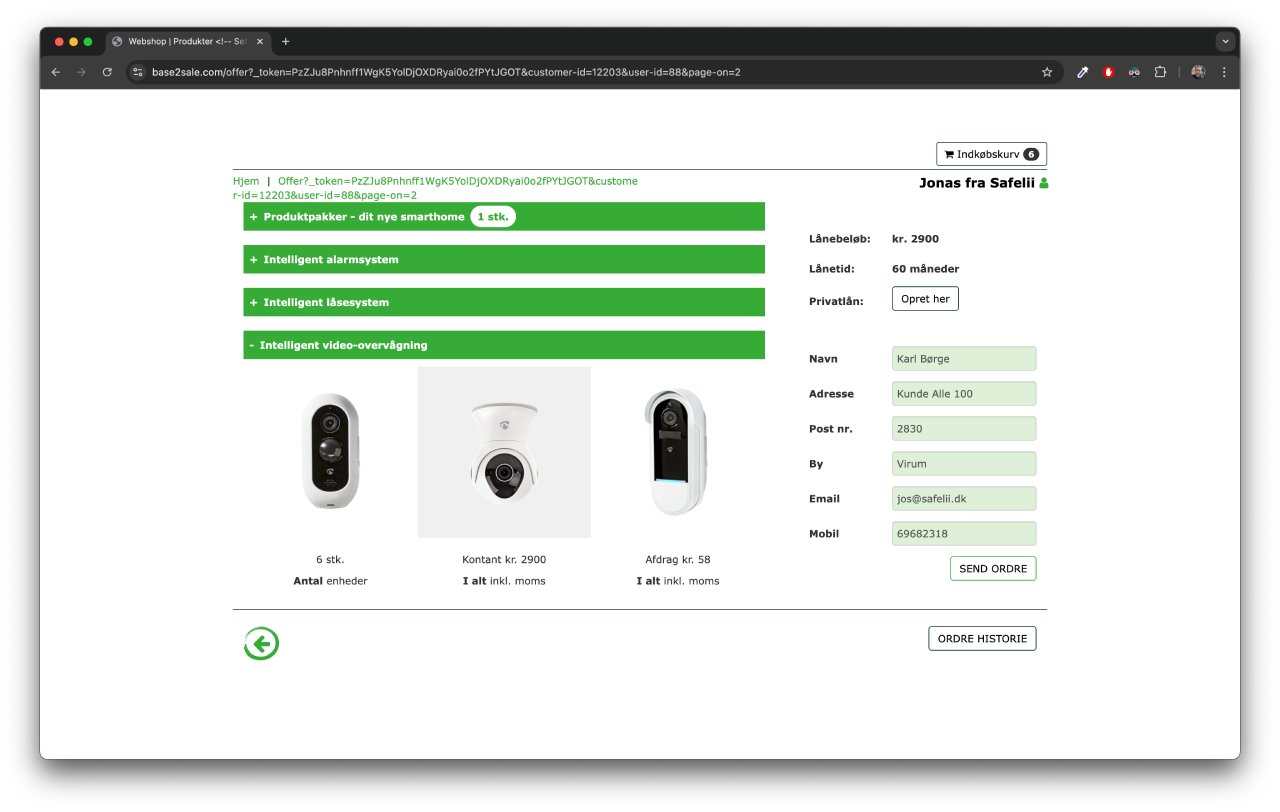 Webshop | Produkter <!-- Sel
base2sale.com/offer?_token=PzZJu8Pnhnff1WgK5YolDjOXDRyai0o2fPYtJGOT&customer-id=12203&user-id=88&page-on=2
Indkøbskurv 6
Hjem | Offer?_token=PzZJu8Pnhnff1WgK5YolDjOXDRyai0o2fPYtJGOT&custome
r-id=12203&user-id=88&page-on=2
Jonas fra Safelii
+ Produktpakker - dit nye smarthome 1 stk.
+ Intelligent alarmsystem
+ Intelligent låsesystem
- Intelligent video-overvågning
6 stk.
Antal enheder
Kontant kr. 2900
I alt inkl. moms
Afdrag kr. 58
I alt inkl. moms
Lånebeløb: kr. 2900
Lånetid: 60 måneder
Privatlån: Opret her
Navn Karl Børge
Adresse Kunde Alle 100
Post nr. 2830
By Virum
Email jos@safelii.dk
Mobil 69682318
SEND ORDRE
ORDRE HISTORIE